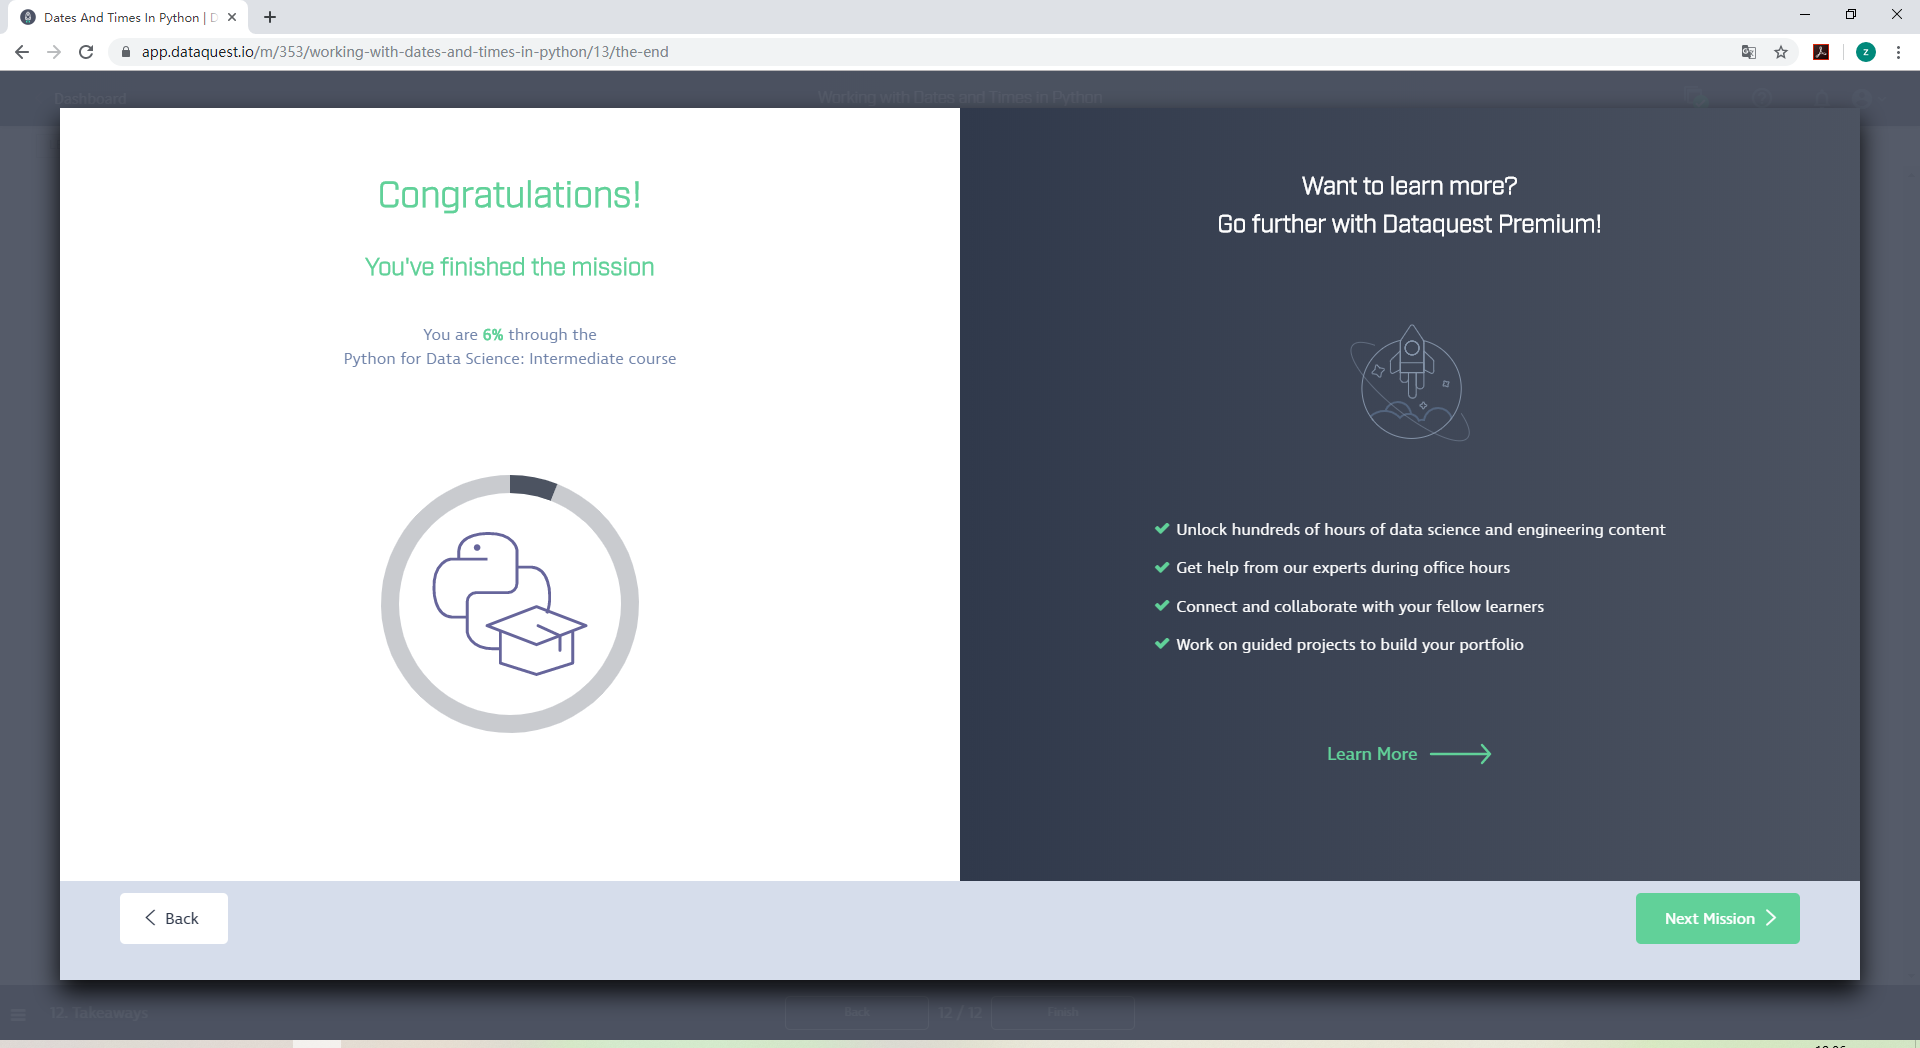 Dates And Times In Python | D
app.dataquest.io/m/353/working-with-dates-and-times-in-python/13/the-end
z
Dashboard
Working with Dates and Times in Python
Congratulations!
You've finished the mission
You are 6% through the
Python for Data Science: Intermediate course
Want to learn more?
Go further with Dataquest Premium!
Unlock hundreds of hours of data science and engineering content
Get help from our experts during office hours
Connect and collaborate with your fellow learners
Work on guided projects to build your portfolio
Learn More
Back
Next Mission
12. Takeaways
Back
12 / 12
Finish